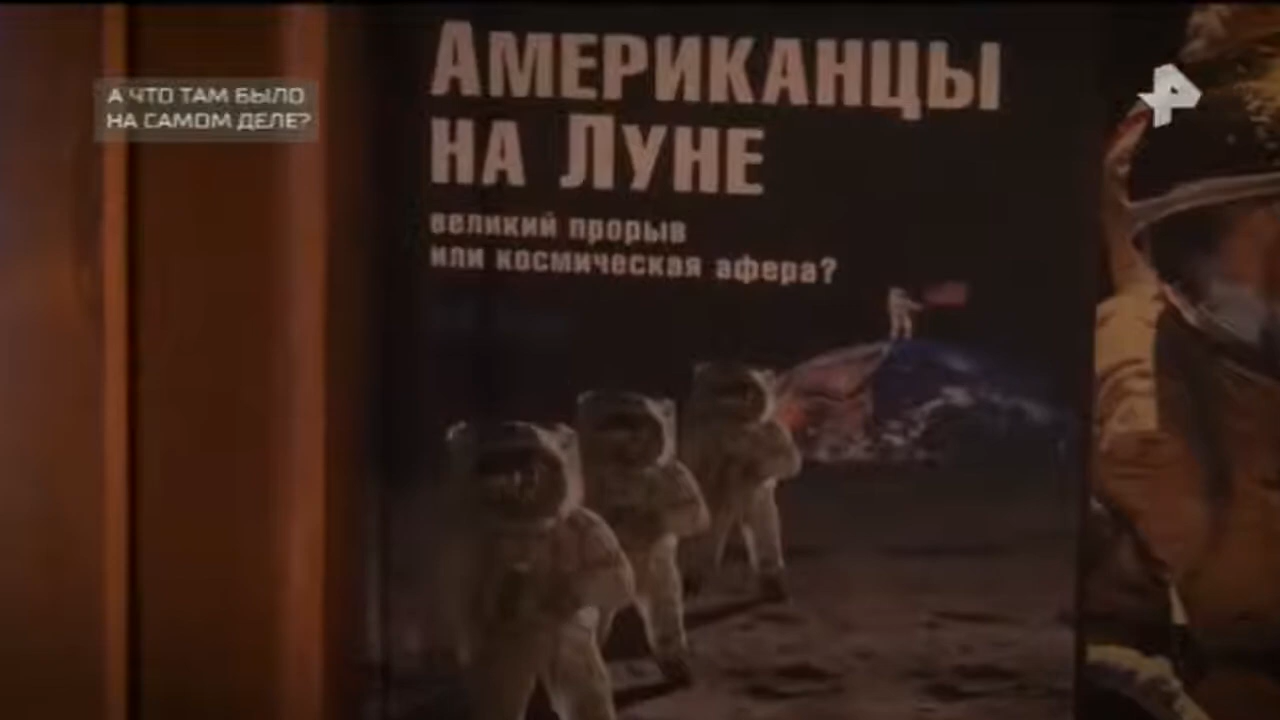 А ЧТО ТАМ БЫЛО
НА САМОМ ДЕЛЕ?
АМЕРИКАНЦЫ
НА ЛУНЕ
великий прорыв
или космическая афера?